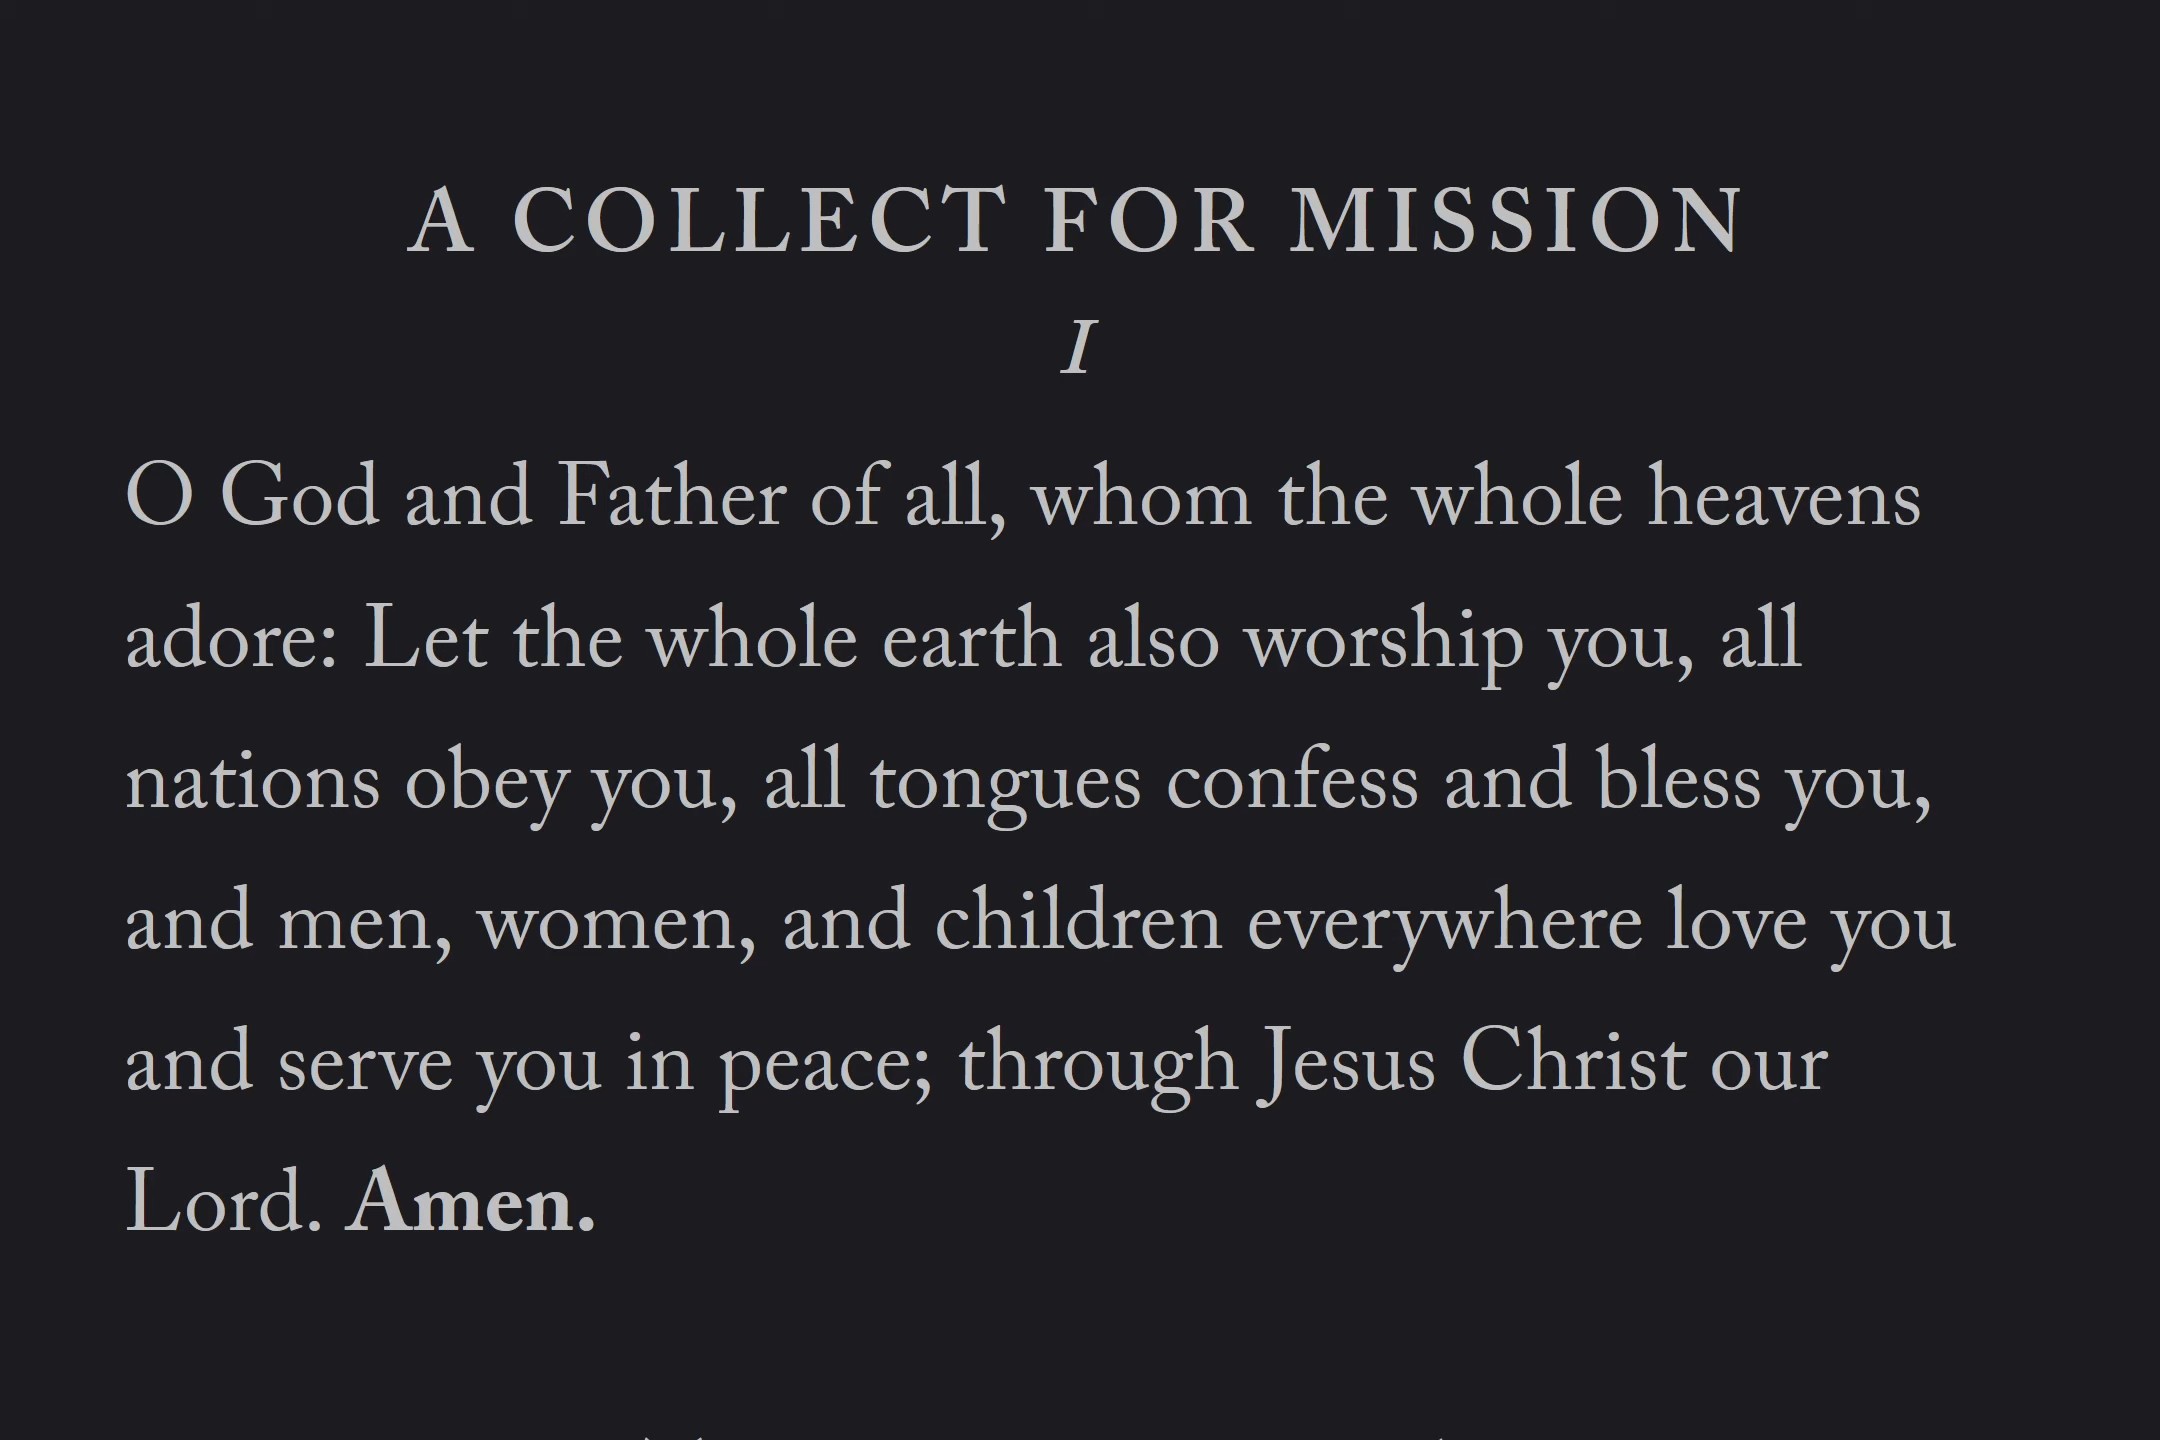 A COLLECT FOR MISSION
I
O God and Father of all, whom the whole heavens
adore: Let the whole earth also worship you, all
nations obey you, all tongues confess and bless you,
and men, women, and children everywhere love you
and serve you in peace; through Jesus Christ our
Lord. Amen.